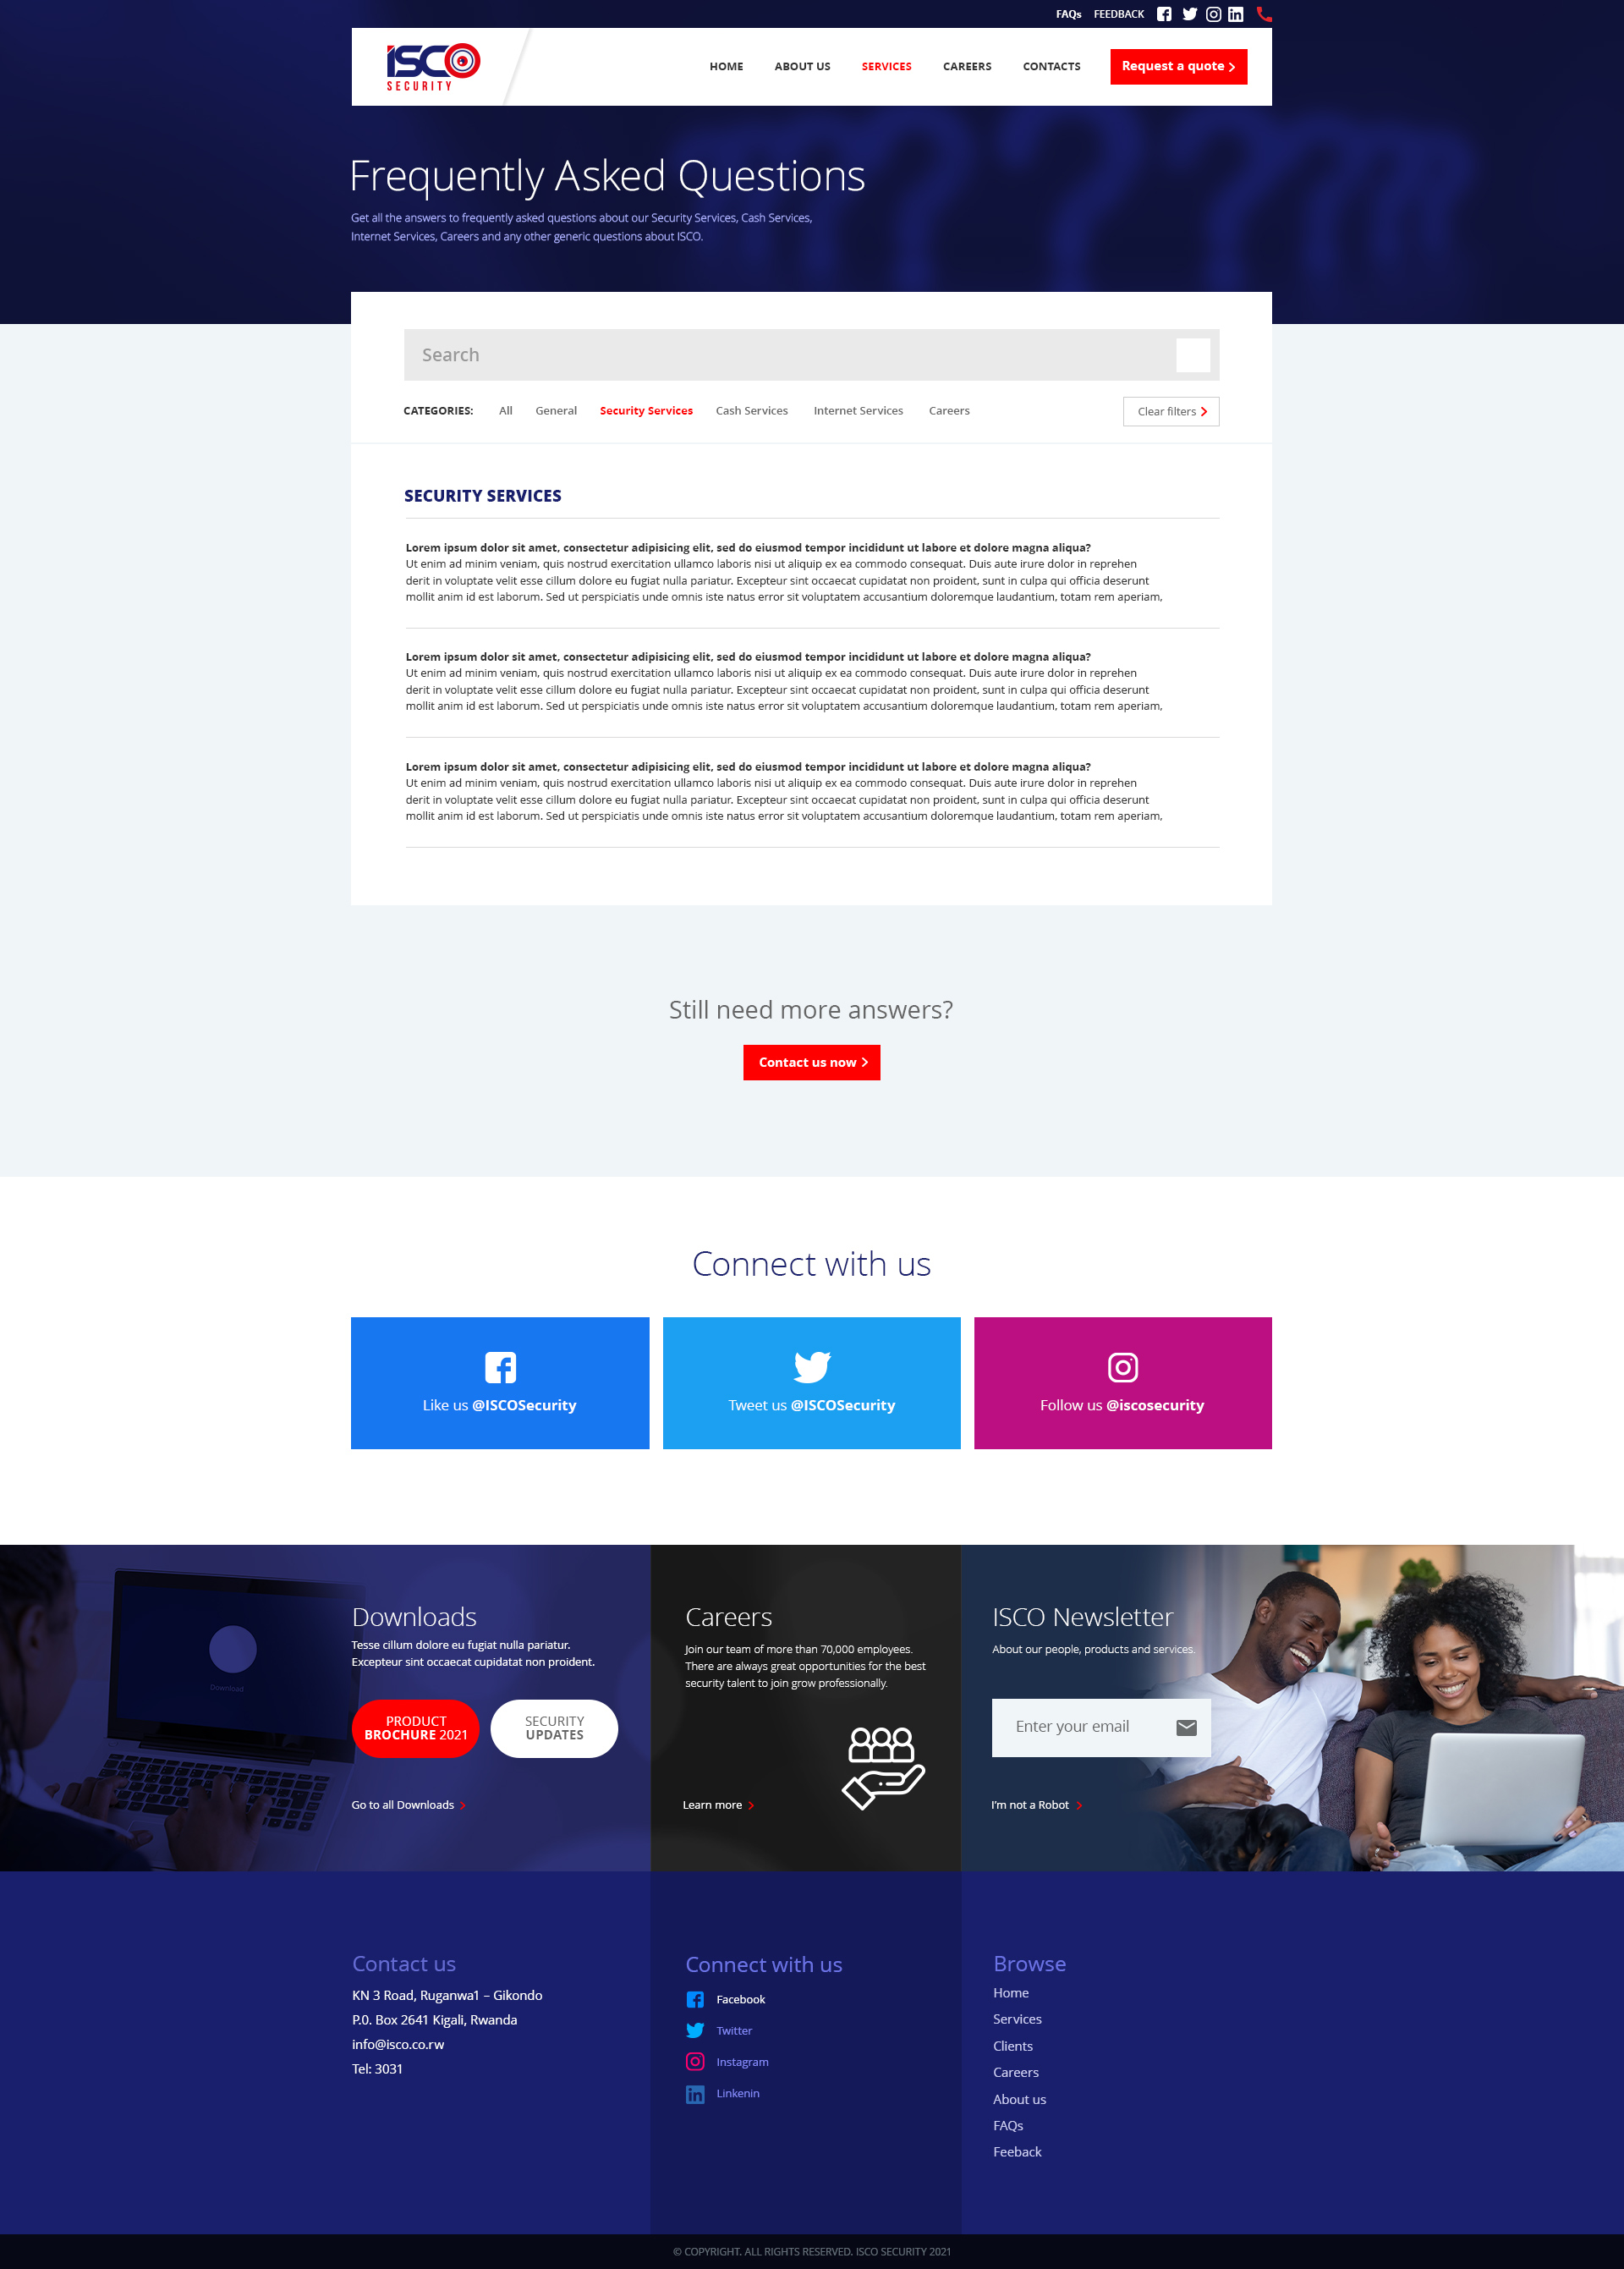 FAQs FEEDBACK
ISCO
SECURITY
HOME ABOUT US SERVICES CAREERS CONTACTS Request a quote
Frequently Asked Questions
Get all the answers to frequently asked questions about our Security Services, Cash Services,
Internet Services, Careers and any other generic questions about ISCO.
Search
CATEGORIES: All General Security Services Cash Services Internet Services Careers Clear filters
SECURITY SERVICES
Lorem ipsum dolor sit amet, consectetur adipisicing elit, sed do eiusmod tempor incididunt ut labore et dolore magna aliqua?
Ut enim ad minim veniam, quis nostrud exercitation ullamco laboris nisi ut aliquip ex ea commodo consequat. Duis aute irure dolor in reprehen
derit in voluptate velit esse cillum dolore eu fugiat nulla pariatur. Excepteur sint occaecat cupidatat non proident, sunt in culpa qui officia deserunt
mollit anim id est laborum. Sed ut perspiciatis unde omnis iste natus error sit voluptatem accusantium doloremque laudantium, totam rem aperiam,
Lorem ipsum dolor sit amet, consectetur adipisicing elit, sed do eiusmod tempor incididunt ut labore et dolore magna aliqua?
Ut enim ad minim veniam, quis nostrud exercitation ullamco laboris nisi ut aliquip ex ea commodo consequat. Duis aute irure dolor in reprehen
derit in voluptate velit esse cillum dolore eu fugiat nulla pariatur. Excepteur sint occaecat cupidatat non proident, sunt in culpa qui officia deserunt
mollit anim id est laborum. Sed ut perspiciatis unde omnis iste natus error sit voluptatem accusantium doloremque laudantium, totam rem aperiam,
Lorem ipsum dolor sit amet, consectetur adipisicing elit, sed do eiusmod tempor incididunt ut labore et dolore magna aliqua?
Ut enim ad minim veniam, quis nostrud exercitation ullamco laboris nisi ut aliquip ex ea commodo consequat. Duis aute irure dolor in reprehen
derit in voluptate velit esse cillum dolore eu fugiat nulla pariatur. Excepteur sint occaecat cupidatat non proident, sunt in culpa qui officia deserunt
mollit anim id est laborum. Sed ut perspiciatis unde omnis iste natus error sit voluptatem accusantium doloremque laudantium, totam rem aperiam,
Still need more answers?
Contact us now
Connect with us
Like us @ISCOSecurity
Tweet us @ISCOSecurity
Follow us @iscosecurity
Download
Downloads
Tesse cillum dolore eu fugiat nulla pariatur.
Excepteur sint occaecat cupidatat non proident.
PRODUCT
BROCHURE 2021
SECURITY
UPDATES
Go to all Downloads
Careers
Join our team of more than 70,000 employees.
There are always great opportunities for the best
security talent to join grow professionally.
Learn more
ISCO Newsletter
About our people, products and services.
Enter your email
I'm not a Robot
Contact us
KN 3 Road, Ruganwa1 – Gikondo
P.0. Box 2641 Kigali, Rwanda
info@isco.co.rw
Tel: 3031
Connect with us
Facebook
Twitter
Instagram
Linkenin
Browse
Home
Services
Clients
Careers
About us
FAQs
Feeback
© COPYRIGHT. ALL RIGHTS RESERVED. ISCO SECURITY 2021